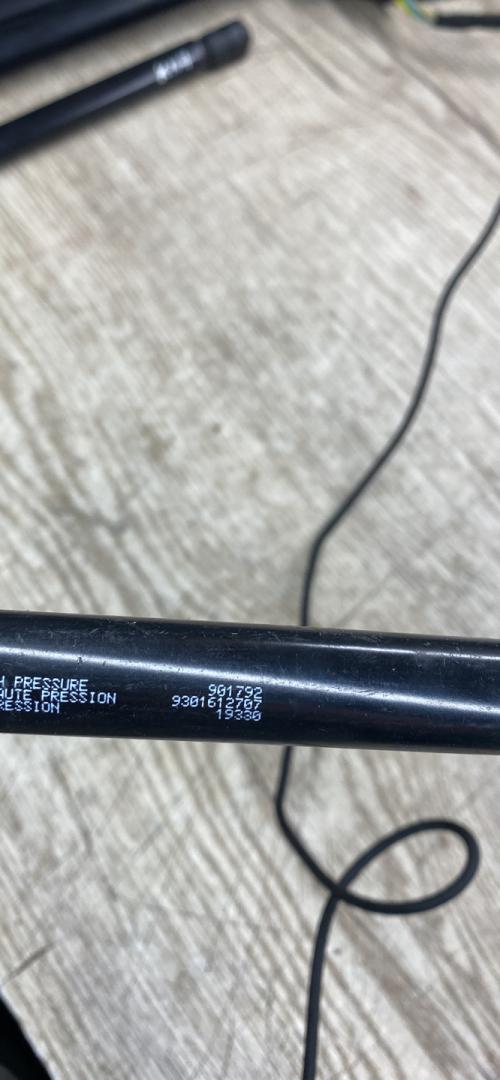 H PRESSURE 901792
AUTE PRESSION 9301612707
RESSION 19330